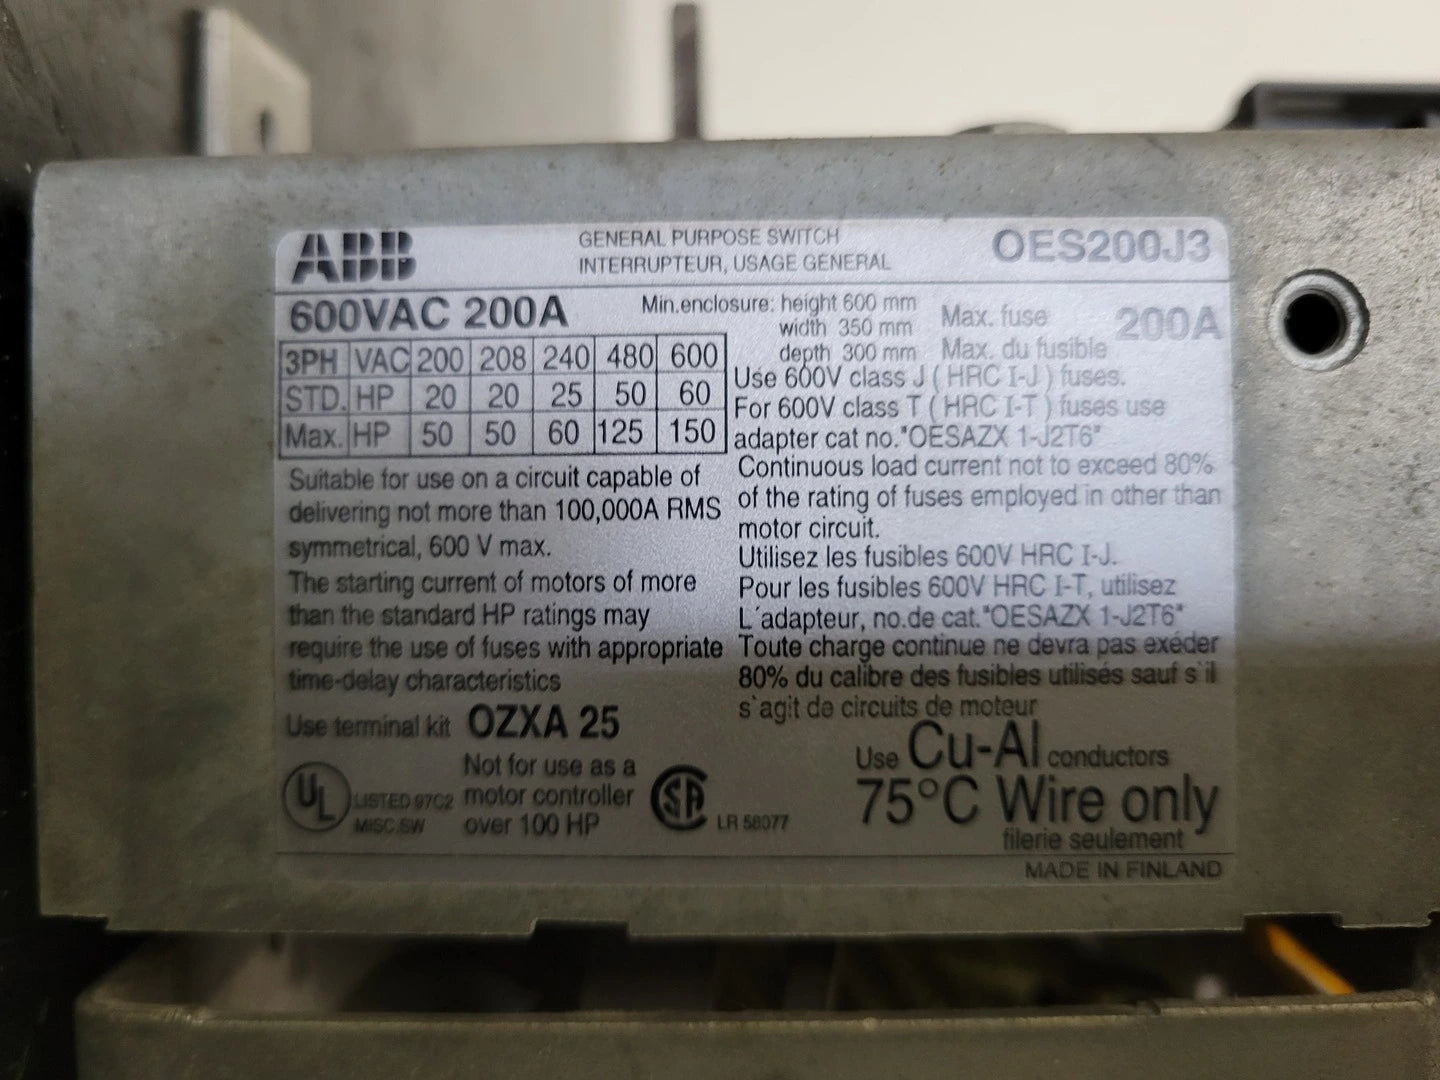 ABB
GENERAL PURPOSE SWITCH
INTERRUPTEUR, USAGE GENERAL
OES200J3
600VAC 200A
Min.enclosure: height 600 mm
width 350 mm
depth 300 mm
Max. fuse
Max. du fusible
200A
3PH VAC 200 208 240 480 600
STD. HP 20 20 25 50 60
Max. HP 50 50 60 125 150
Suitable for use on a circuit capable of
delivering not more than 100,000A RMS
symmetrical, 600 V max.
The starting current of motors of more
than the standard HP ratings may
require the use of fuses with appropriate
time-delay characteristics
Use terminal kit OZXA 25
Use 600V class J ( HRC I-J ) fuses.
For 600V class T ( HRC I-T ) fuses use
adapter cat no."OESAZX 1-J2T6"
Continuous load current not to exceed 80%
of the rating of fuses employed in other than
motor circuit.
Utilisez les fusibles 600V HRC I-J.
Pour les fusibles 600V HRC I-T, utilisez
L´adapteur, no.de cat."OESAZX 1-J2T6"
Toute charge continue ne devra pas exéder
80% du calibre des fusibles utilisés sauf s´il
s`agit de circuits de moteur
UL
LISTED 97C2
MISC.SW
Not for use as a
motor controller
over 100 HP
SA
LR 58077
Use Cu-Al conductors
75°C Wire only
filerie seulement
MADE IN FINLAND